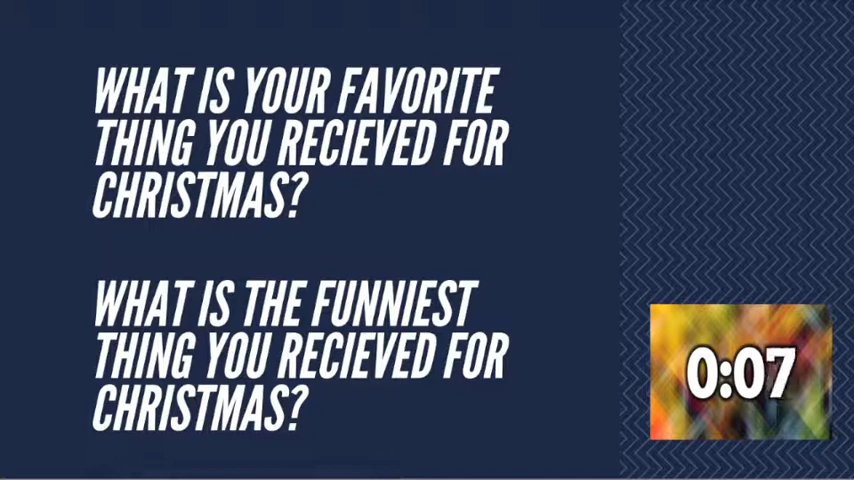 WHAT IS YOUR FAVORITE
THING YOU RECIEVED FOR
CHRISTMAS?
WHAT IS THE FUNNIEST
THING YOU RECIEVED FOR
CHRISTMAS?
0:07